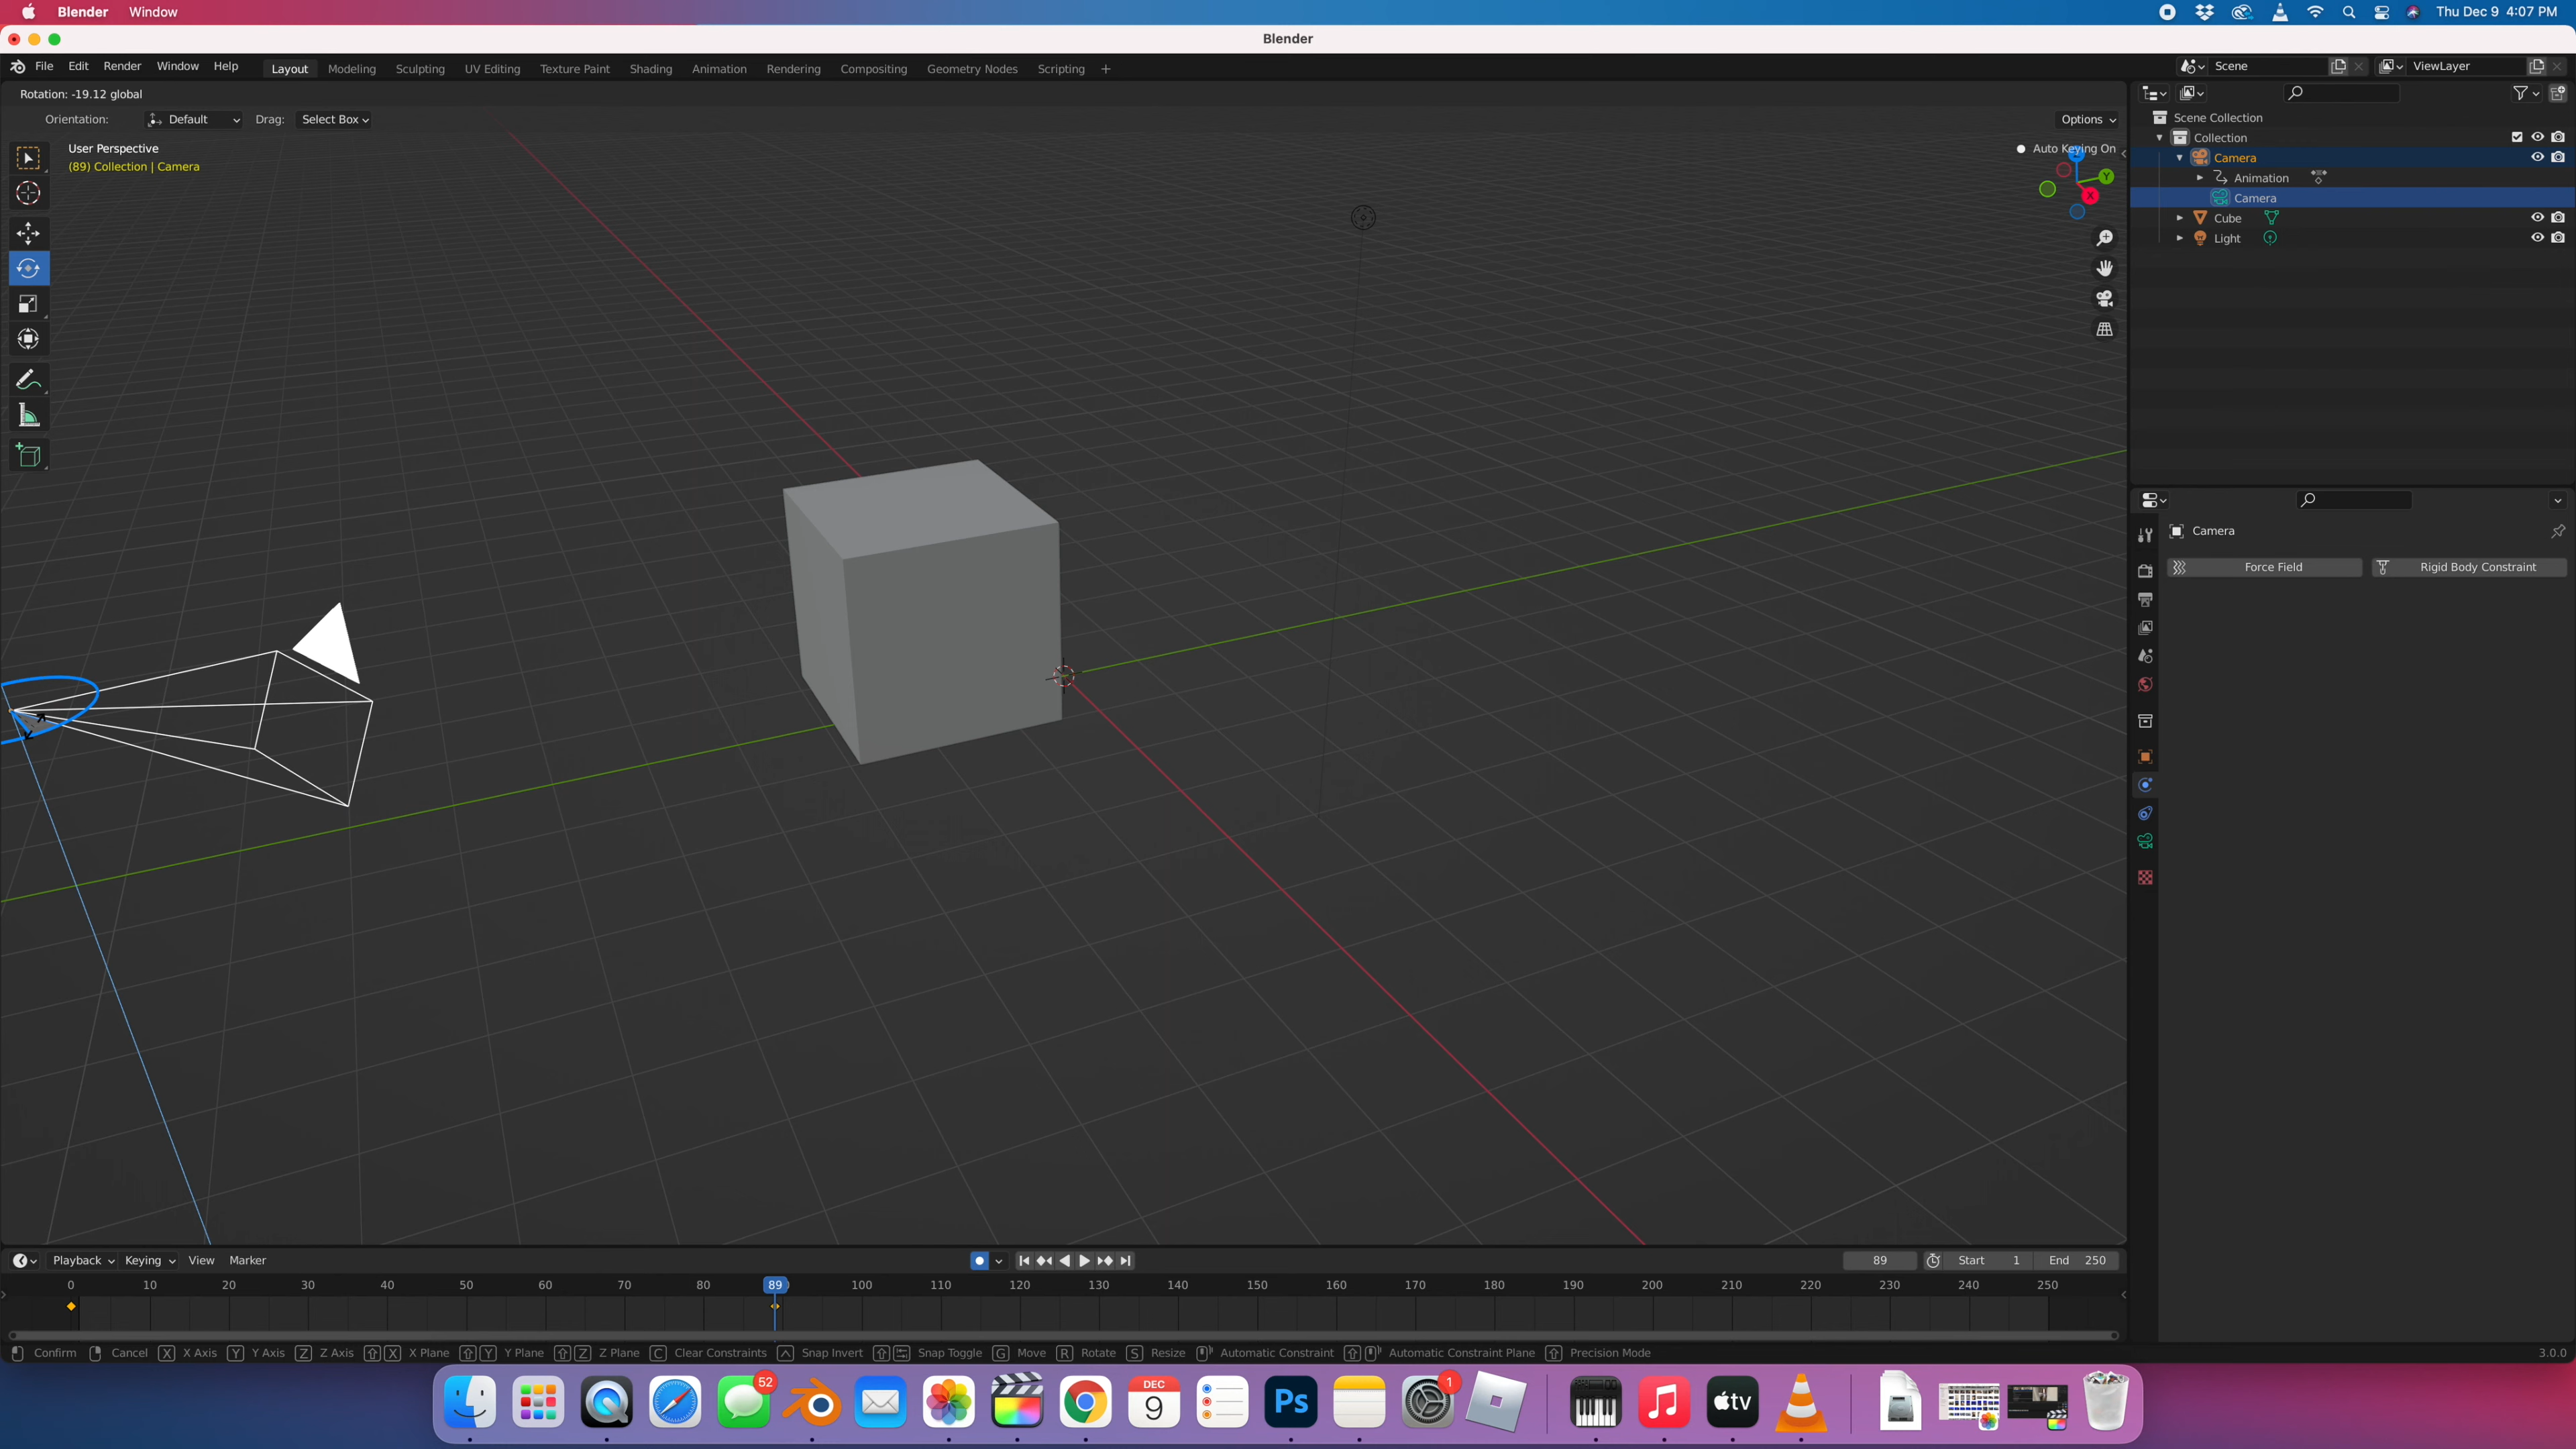 Blender Window Thu Dec 9 4:07 PM
Blender
File Edit Render Window Help Layout Modeling Sculpting UV Editing Texture Paint Shading Animation Rendering Compositing Geometry Nodes Scripting + Scene ViewLayer
Rotation: -19.12 global
Orientation: Default Drag: Select Box Options
User Perspective
(89) Collection | Camera
Auto Keying On
Z
Y
X
Scene Collection
Collection
Camera
Animation
Camera
Cube
Light
Camera
Force Field Rigid Body Constraint
Playback Keying View Marker 89 Start 1 End 250
0 10 20 30 40 50 60 70 80 89 100 110 120 130 140 150 160 170 180 190 200 210 220 230 240 250
Confirm Cancel X X Axis Y Y Axis Z Z Axis X X Plane Y Y Plane Z Z Plane C Clear Constraints Snap Invert Snap Toggle G Move R Rotate S Resize Automatic Constraint Automatic Constraint Plane Precision Mode 3.0.0
52 DEC 9 Ps 1 tv